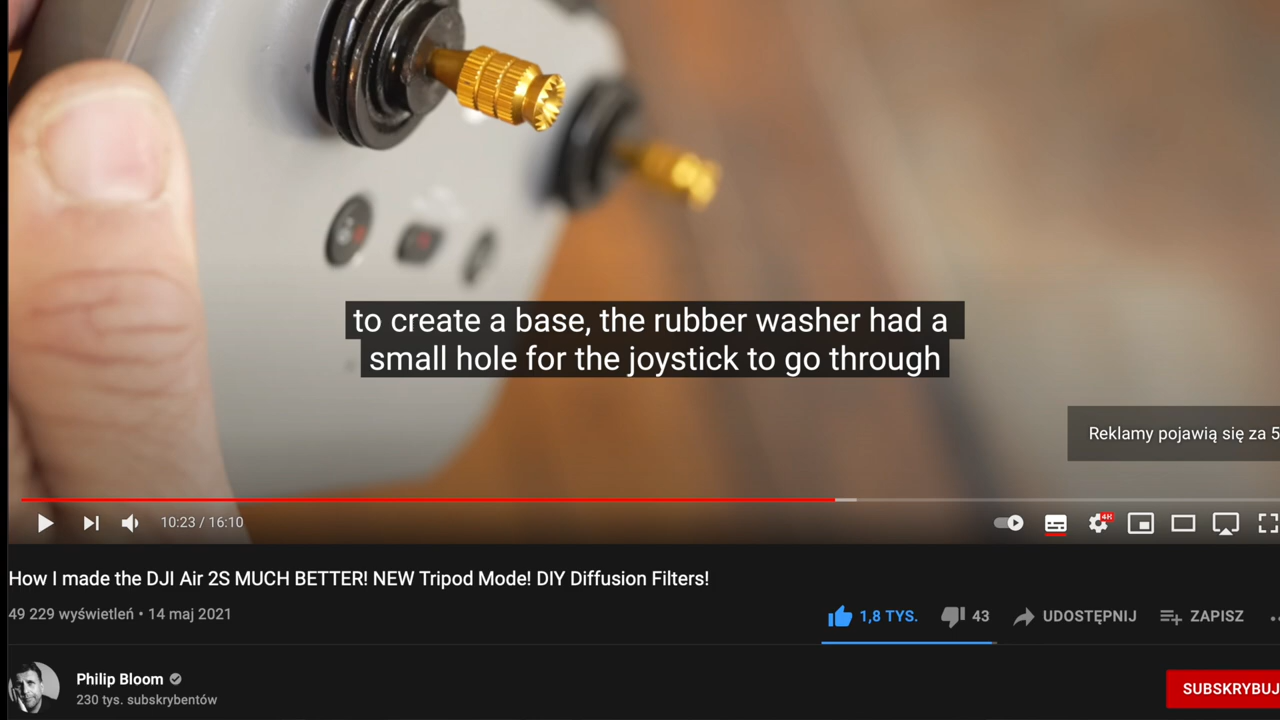 to create a base, the rubber washer had a
small hole for the joystick to go through
Reklamy pojawią się za 5
10:23 / 16:10
4K
How I made the DJI Air 2S MUCH BETTER! NEW Tripod Mode! DIY Diffusion Filters!
49 229 wyświetleń • 14 maj 2021
1,8 TYS. 43 UDOSTĘPNIJ ZAPISZ
Philip Bloom
230 tys. subskrybentów
SUBSKRYBUJ